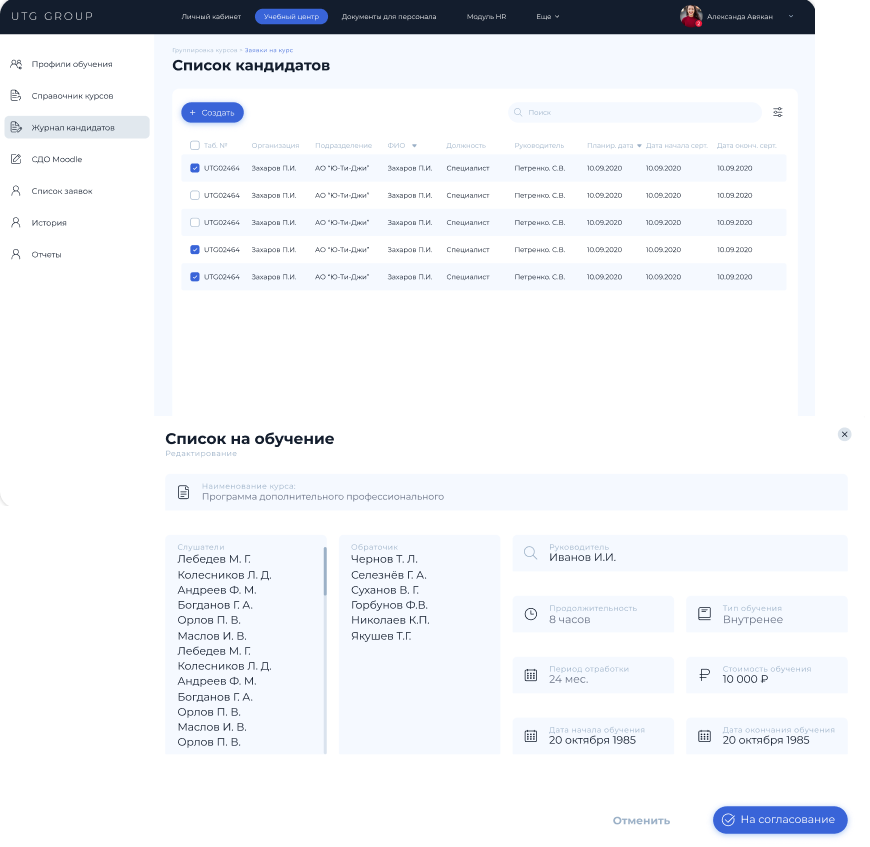 UTG GROUP
Личный кабинет Учебный центр Документы для персонала Модуль HR Еще Александа Авякан
Профили обучения
Справочник курсов
Журнал кандидатов
СДО Moodle
Список заявок
История
Отчеты
Группировка курсов • Заявки на курс
Список кандидатов
+ Создать
Поиск
Таб. № Организация Подразделение ФИО Должность Руководитель Планир. дата Дата начала серт. Дата оконч. серт.
UTG02464 Захаров П.И. АО "Ю-Ти-Джи" Захаров П.И. Специалист Петренко. С.В. 10.09.2020 10.09.2020 10.09.2020
UTG02464 Захаров П.И. АО "Ю-Ти-Джи" Захаров П.И. Специалист Петренко. С.В. 10.09.2020 10.09.2020 10.09.2020
UTG02464 Захаров П.И. АО "Ю-Ти-Джи" Захаров П.И. Специалист Петренко. С.В. 10.09.2020 10.09.2020 10.09.2020
UTG02464 Захаров П.И. АО "Ю-Ти-Джи" Захаров П.И. Специалист Петренко. С.В. 10.09.2020 10.09.2020 10.09.2020
UTG02464 Захаров П.И. АО "Ю-Ти-Джи" Захаров П.И. Специалист Петренко. С.В. 10.09.2020 10.09.2020 10.09.2020
Список на обучение
Редактирование
Наименование курса:
Программа дополнительного профессионального
Слушатели
Лебедев М. Г.
Колесников Л. Д.
Андреев Ф. М.
Богданов Г. А.
Орлов П. В.
Маслов И. В.
Лебедев М. Г.
Колесников Л. Д.
Андреев Ф. М.
Богданов Г. А.
Орлов П. В.
Маслов И. В.
Орлов П. В.
Обраточик
Чернов Т. Л.
Селезнёв Г. А.
Суханов В. Г.
Горбунов Ф.В.
Николаев К.П.
Якушев Т.Г.
Руководитель
Иванов И.И.
Продолжительность
8 часов
Тип обучения
Внутренее
Период отработки
24 мес.
Стоимость обучения
10 000 ₽
Дата начала обучения
20 октября 1985
Дата окончания обучения
20 октября 1985
Отменить
На согласование